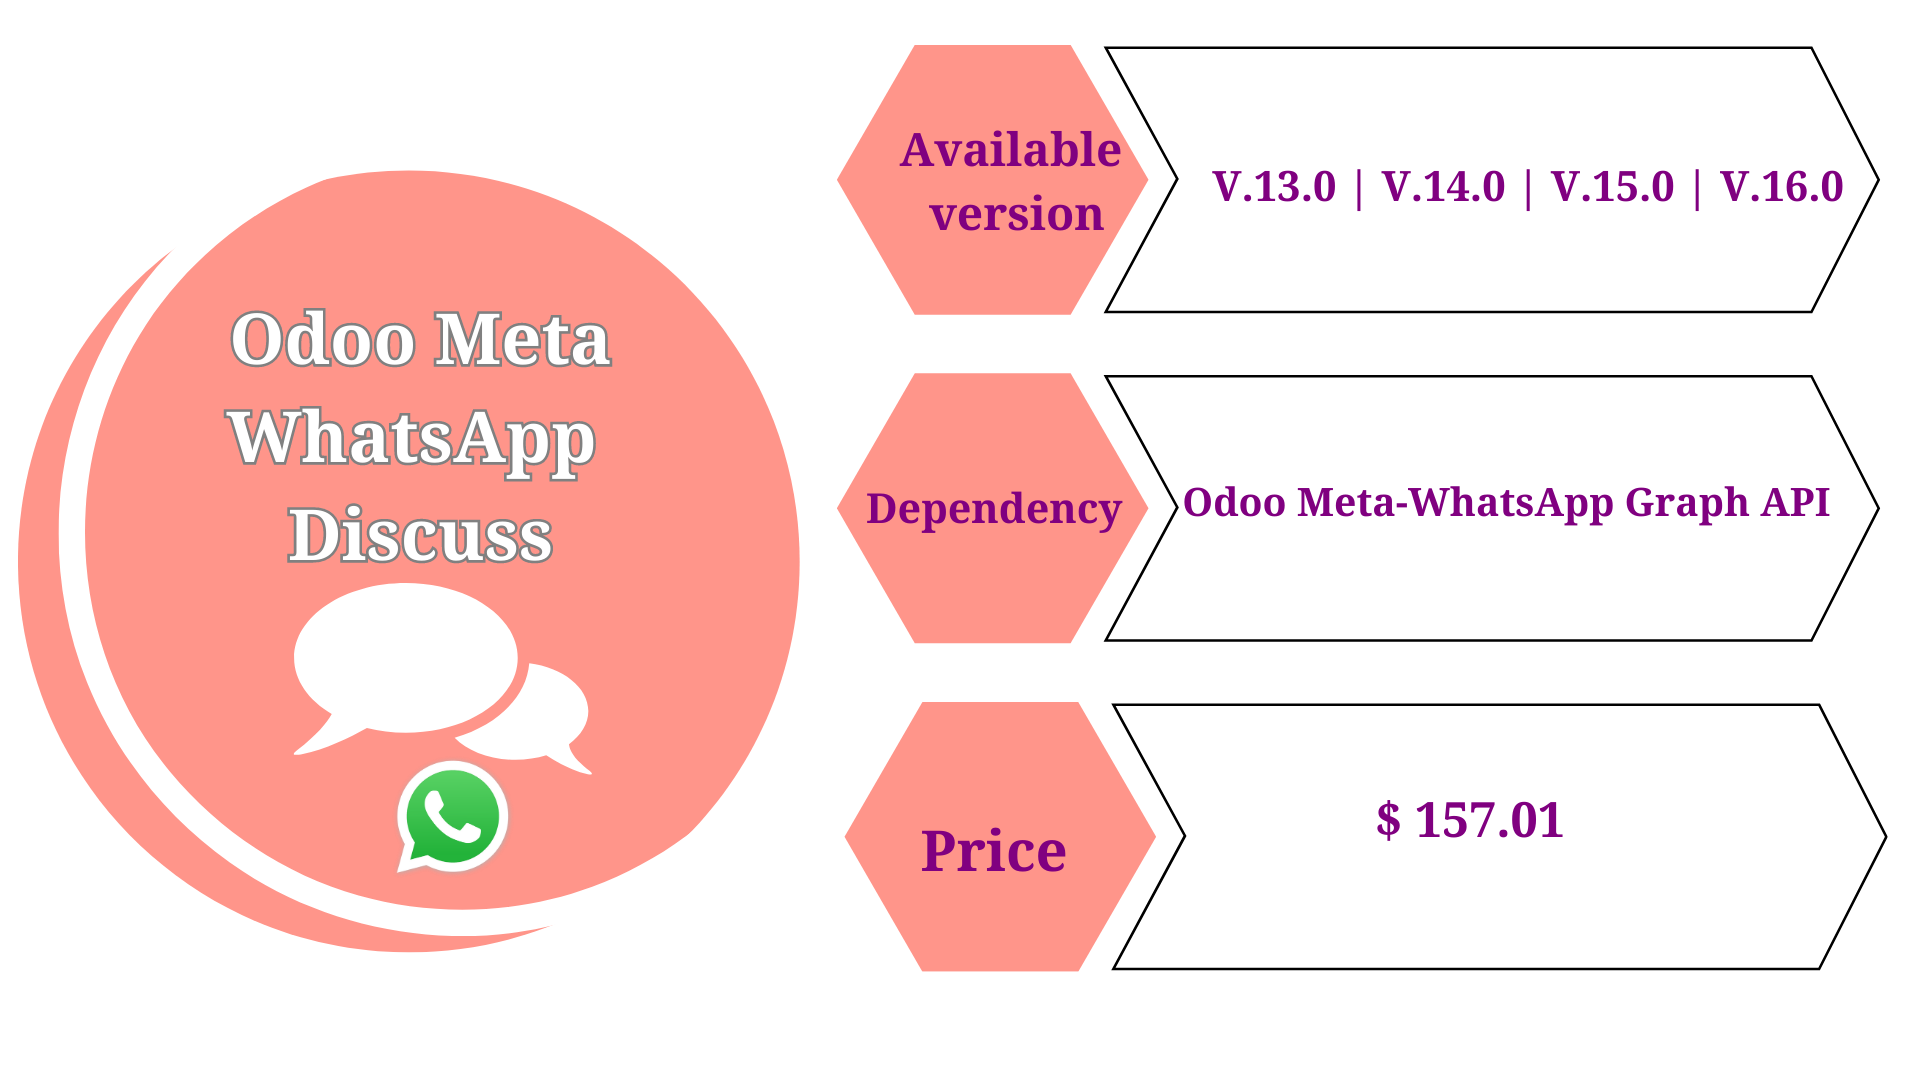 Odoo Meta
WhatsApp
Discuss
Available
version
V.13.0 | V.14.0 | V.15.0 | V.16.0
Dependency
Odoo Meta-WhatsApp Graph API
Price
$ 157.01